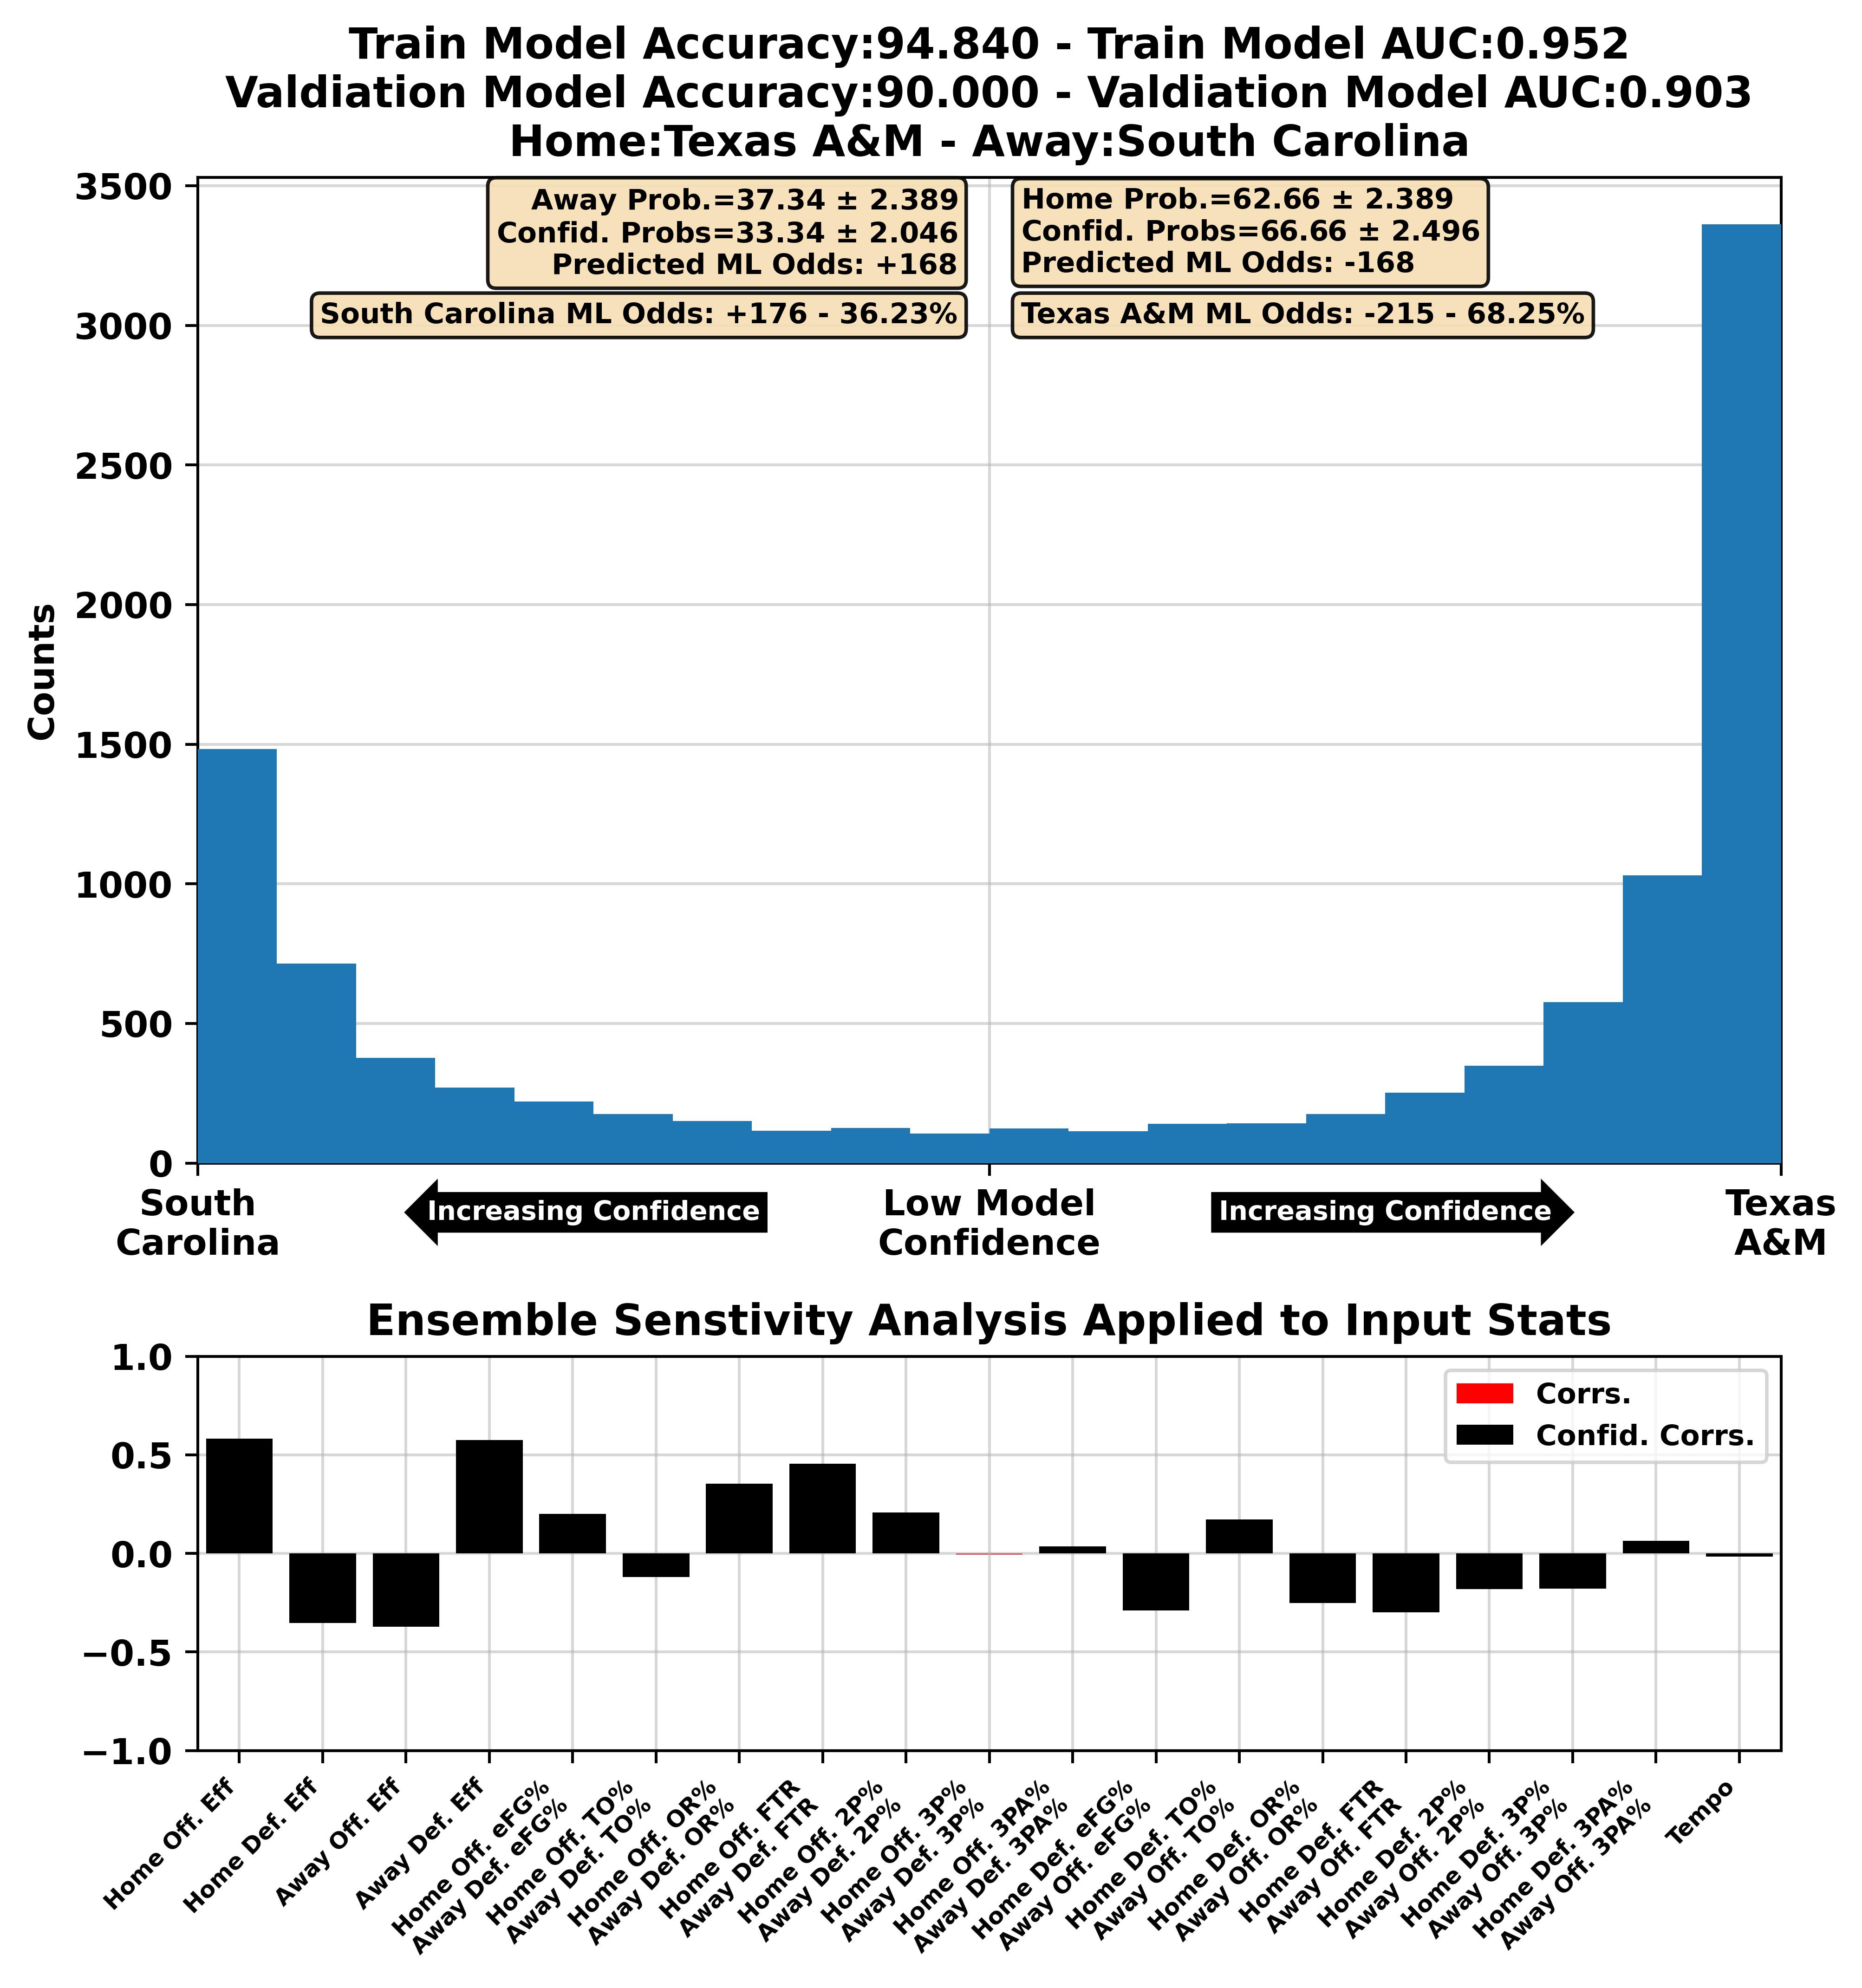 Train Model Accuracy:94.840 - Train Model AUC:0.952
Valdiation Model Accuracy:90.000 - Valdiation Model AUC:0.903
Home:Texas A&M - Away:South Carolina
Away Prob.=37.34 ± 2.389
Confid. Probs=33.34 ± 2.046
Predicted ML Odds: +168
South Carolina ML Odds: +176 - 36.23%
Home Prob.=62.66 ± 2.389
Confid. Probs=66.66 ± 2.496
Predicted ML Odds: -168
Texas A&M ML Odds: -215 - 68.25%
Counts
3500
3000
2500
2000
1500
1000
500
0
South
Carolina
Increasing Confidence
Low Model
Confidence
Increasing Confidence
Texas
A&M
Ensemble Senstivity Analysis Applied to Input Stats
1.0
0.5
0.0
−0.5
−1.0
Corrs.
Confid. Corrs.
Home Off. Eff
Home Def. Eff
Away Off. Eff
Away Def. Eff
Home Off. eFG%
Away Def. eFG%
Home Off. TO%
Away Def. TO%
Home Off. OR%
Away Def. OR%
Home Off. FTR
Away Def. FTR
Home Off. 2P%
Away Def. 2P%
Home Off. 3P%
Away Def. 3P%
Home Off. 3PA%
Away Def. 3PA%
Home Def. eFG%
Away Off. eFG%
Home Def. TO%
Away Off. TO%
Home Def. OR%
Away Off. OR%
Home Def. FTR
Away Off. FTR
Home Def. 2P%
Away Off. 2P%
Home Def. 3P%
Away Off. 3P%
Home Def. 3PA%
Away Off. 3PA%
Tempo